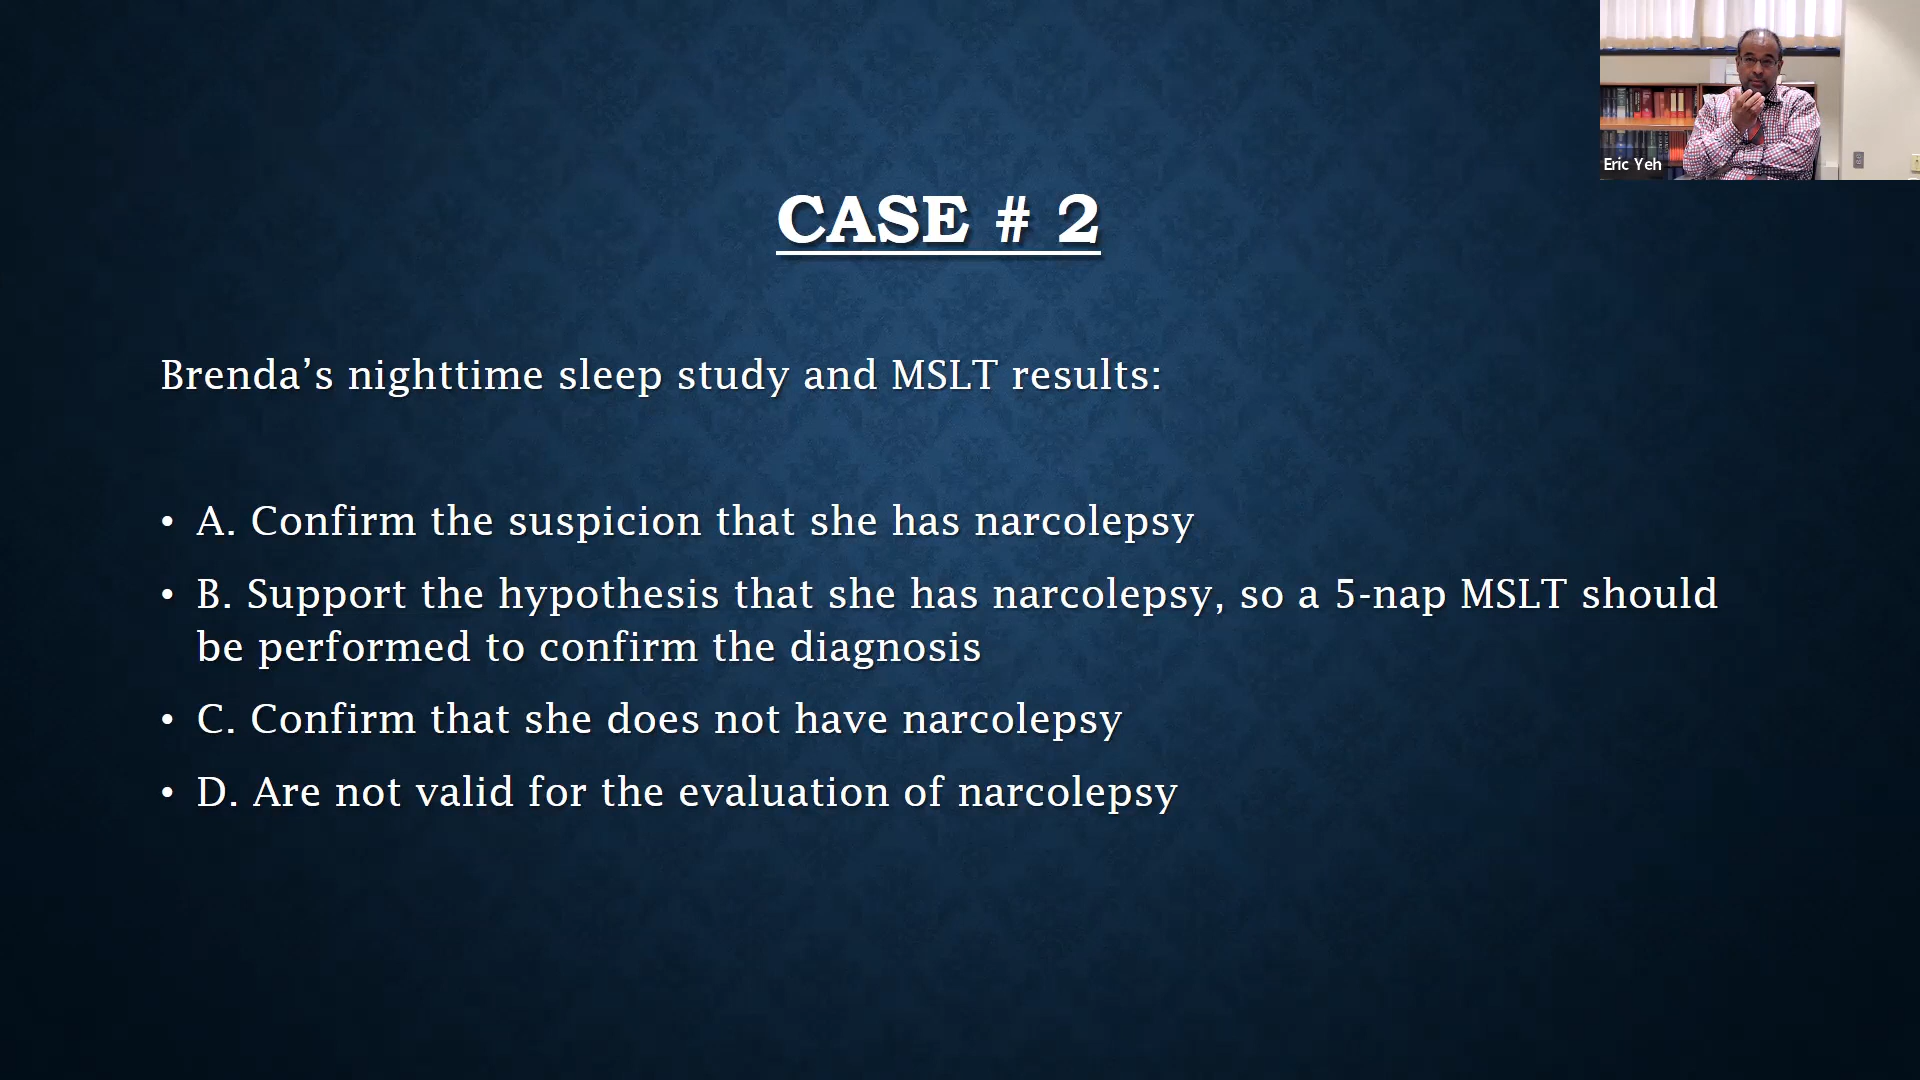 Eric Yeh
CASE # 2
Brenda’s nighttime sleep study and MSLT results:
• A. Confirm the suspicion that she has narcolepsy
• B. Support the hypothesis that she has narcolepsy, so a 5-nap MSLT should
be performed to confirm the diagnosis
• C. Confirm that she does not have narcolepsy
• D. Are not valid for the evaluation of narcolepsy